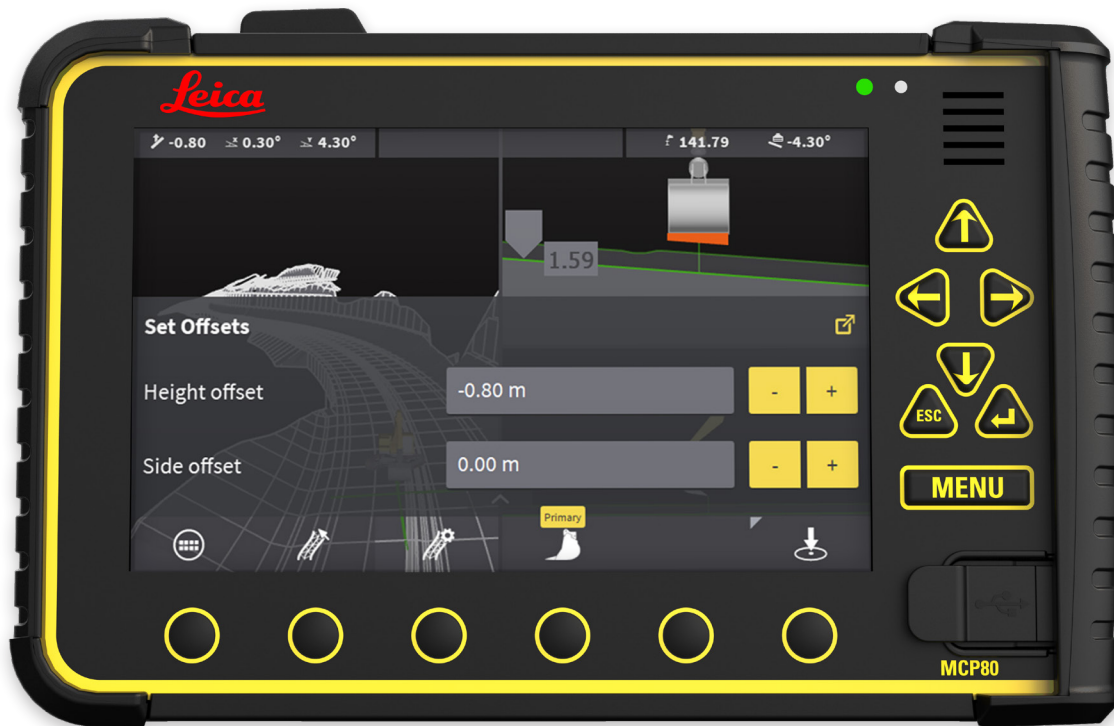 Leica
-0.80 0.30° 4.30° 141.79 -4.30°
1.59
Set Offsets
Height offset -0.80 m - +
Side offset 0.00 m - +
Primary
ESC
MENU
MCP80